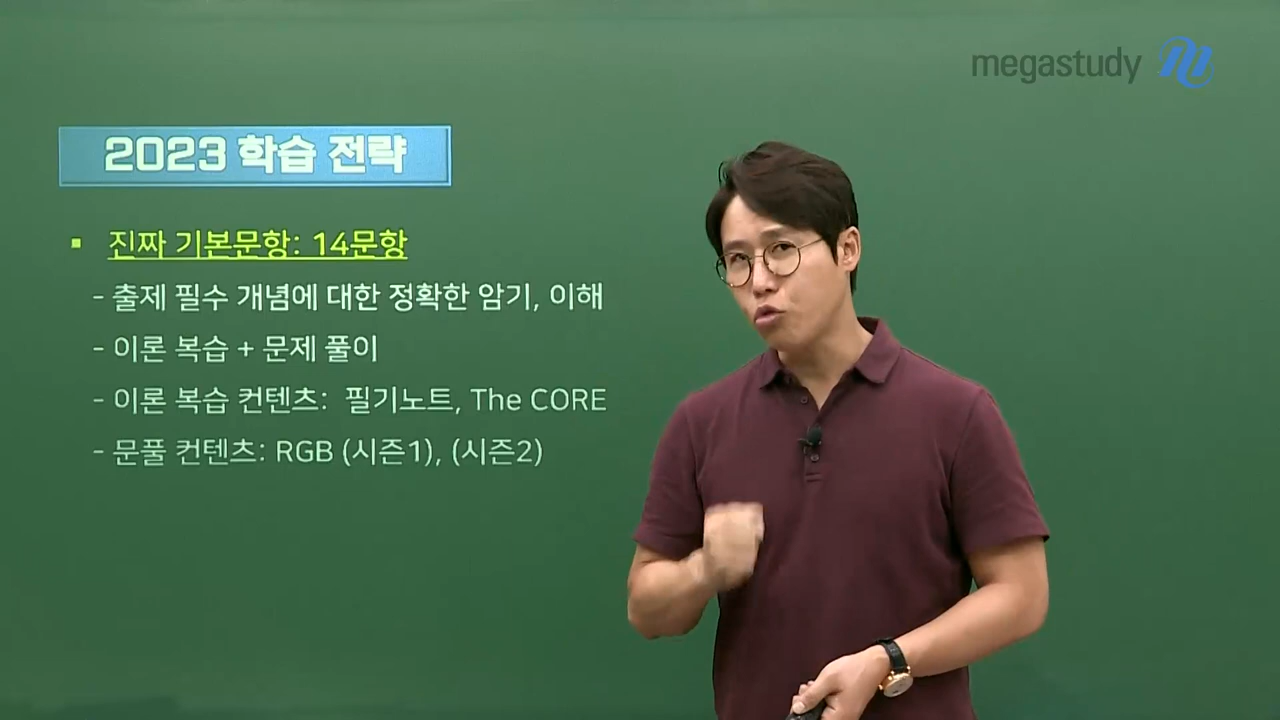 megastudy
2023 학습 전략
▪ 진짜 기본문항: 14문항
- 출제 필수 개념에 대한 정확한 암기, 이해
- 이론 복습 + 문제 풀이
- 이론 복습 컨텐츠: 필기노트, The CORE
- 문풀 컨텐츠: RGB (시즌1), (시즌2)